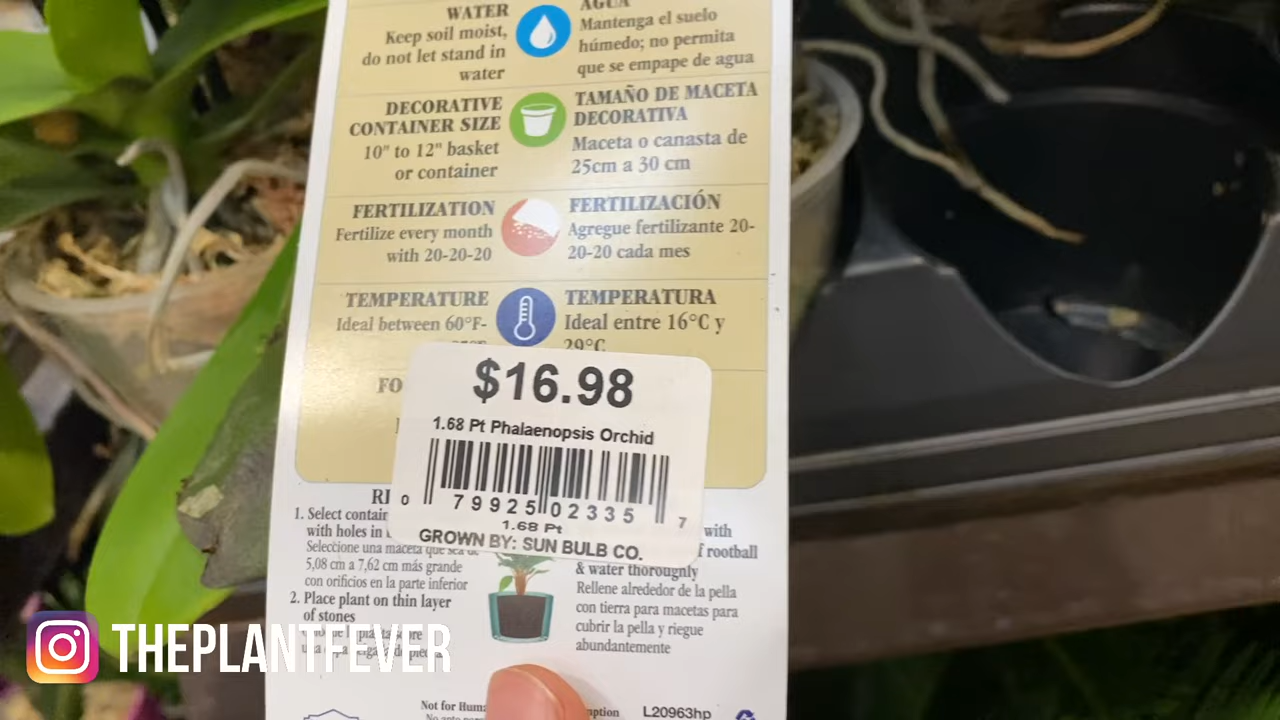 WATER
Keep soil moist,
do not let stand in
water
AGUA
Mantenga el suelo
húmedo; no permita
que se empape de agua
DECORATIVE
CONTAINER SIZE
10" to 12" basket
or container
TAMAÑO DE MACETA
DECORATIVA
Maceta o canasta de
25cm a 30 cm
FERTILIZATION
Fertilize every month
with 20-20-20
FERTILIZACIÓN
Agregue fertilizante 20-
20-20 cada mes
TEMPERATURE
Ideal between 60°F-
TEMPERATURA
Ideal entre 16°C y
29°C
$16.98
1.68 Pt Phalaenopsis Orchid
0 79925 02335 7
1.68 Pt
GROWN BY: SUN BULB CO.
1. Select
with holes in
Seleccione una maceta que sea de
5,08 cm a 7,62 cm más grande
con orificios en la parte inferior
2. Place plant on thin layer
of stones
with
rootball
& water thoroughly
Rellene alrededor de la pella
con tierra para macetas para
cubrir la pella y riegue
abundantemente
Not for
L20963hp
THEPLANTFEVER